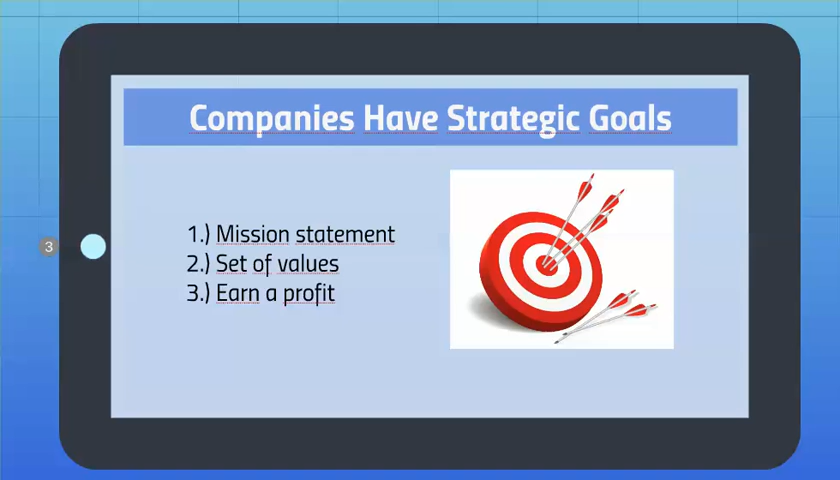 Companies Have Strategic Goals
1.) Mission statement
2.) Set of values
3.) Earn a profit
3